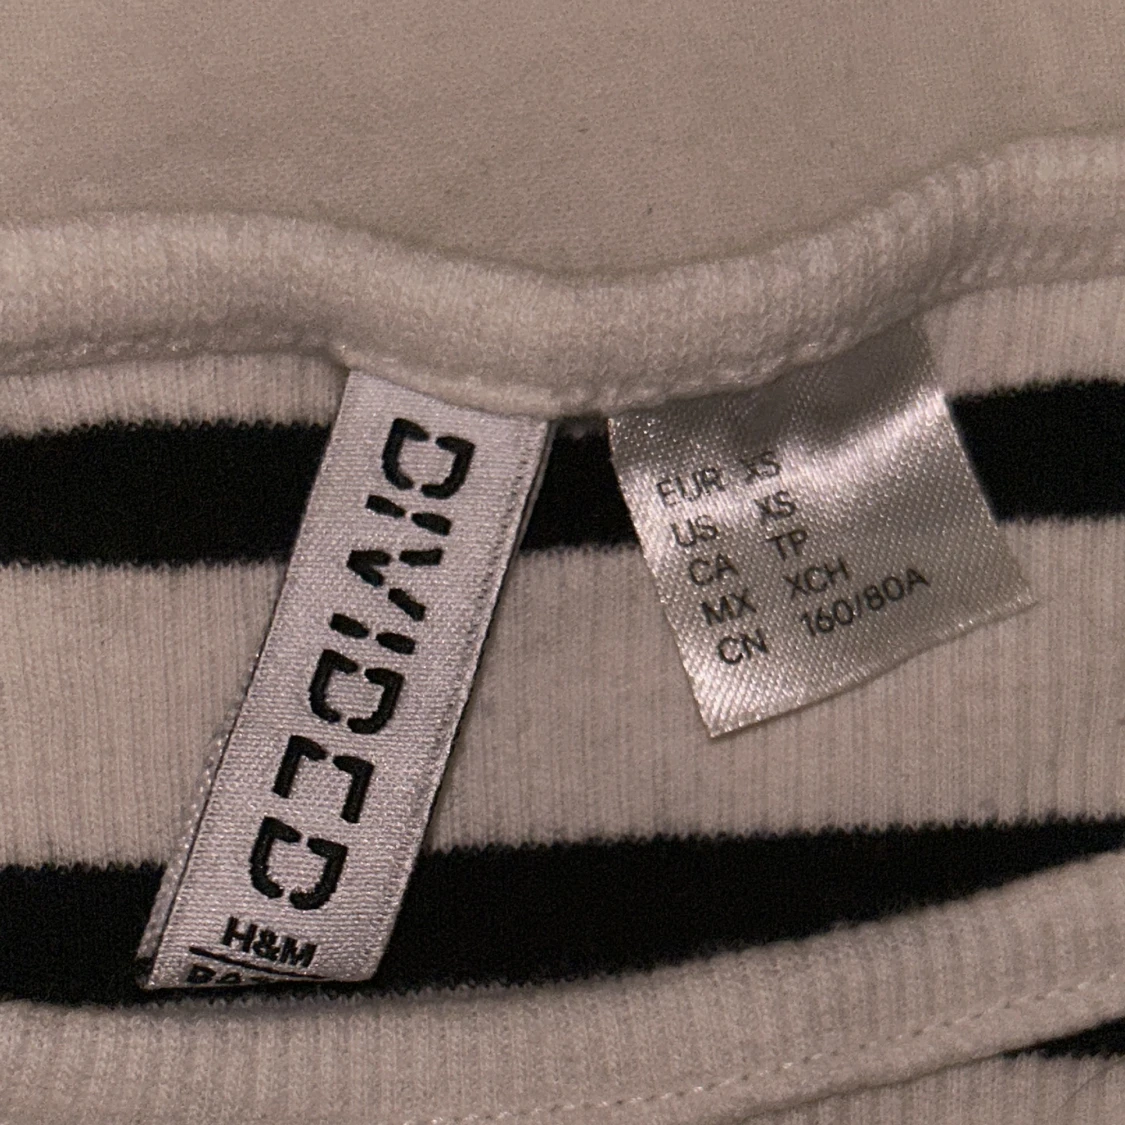 DIVIDED
H&M
EUR XS
US XS
CA TP
MX XCH
CN 160/80A